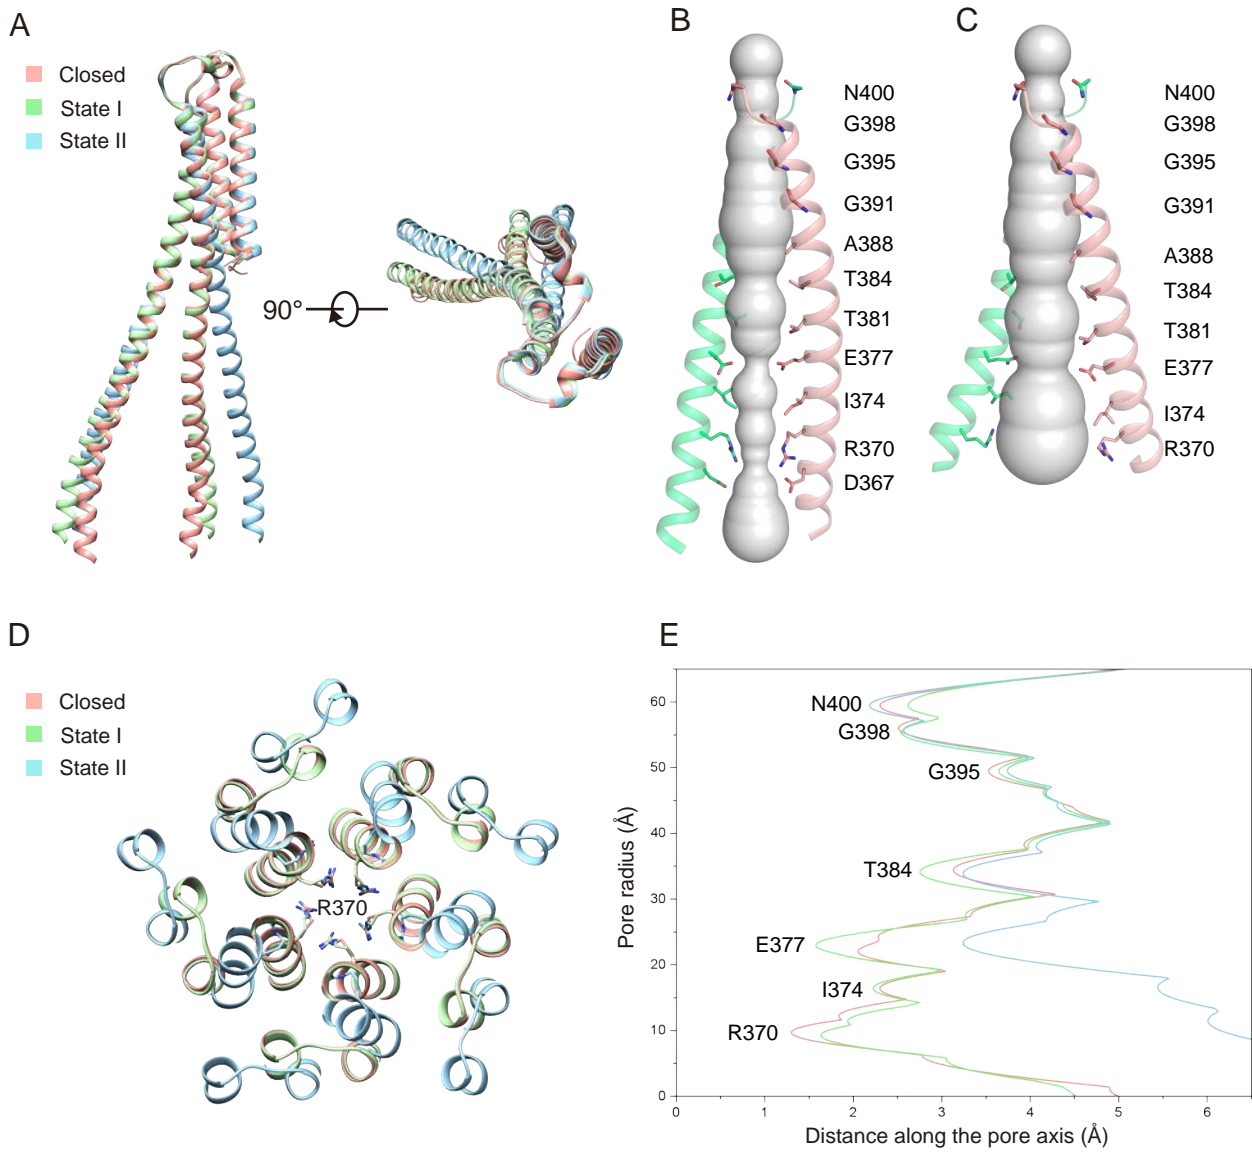 A
Closed
State I
State II
90°
B
N400
G398
G395
G391
A388
T384
T381
E377
I374
R370
D367
C
N400
G398
G395
G391
A388
T384
T381
E377
I374
R370
D
Closed
State I
State II
R370
E
Pore radius (Å)
60
50
40
30
20
10
0
N400
G398
G395
T384
E377
I374
R370
0 1 2 3 4 5 6
Distance along the pore axis (Å)